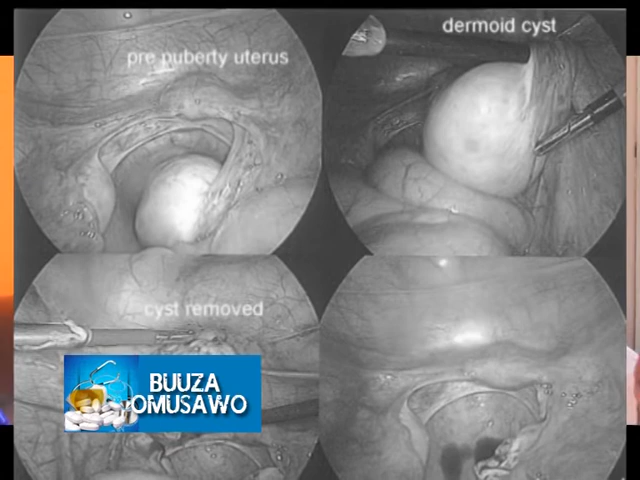 pre puberty uterus
dermoid cyst
cyst removed
BUUZA
OMUSAWO